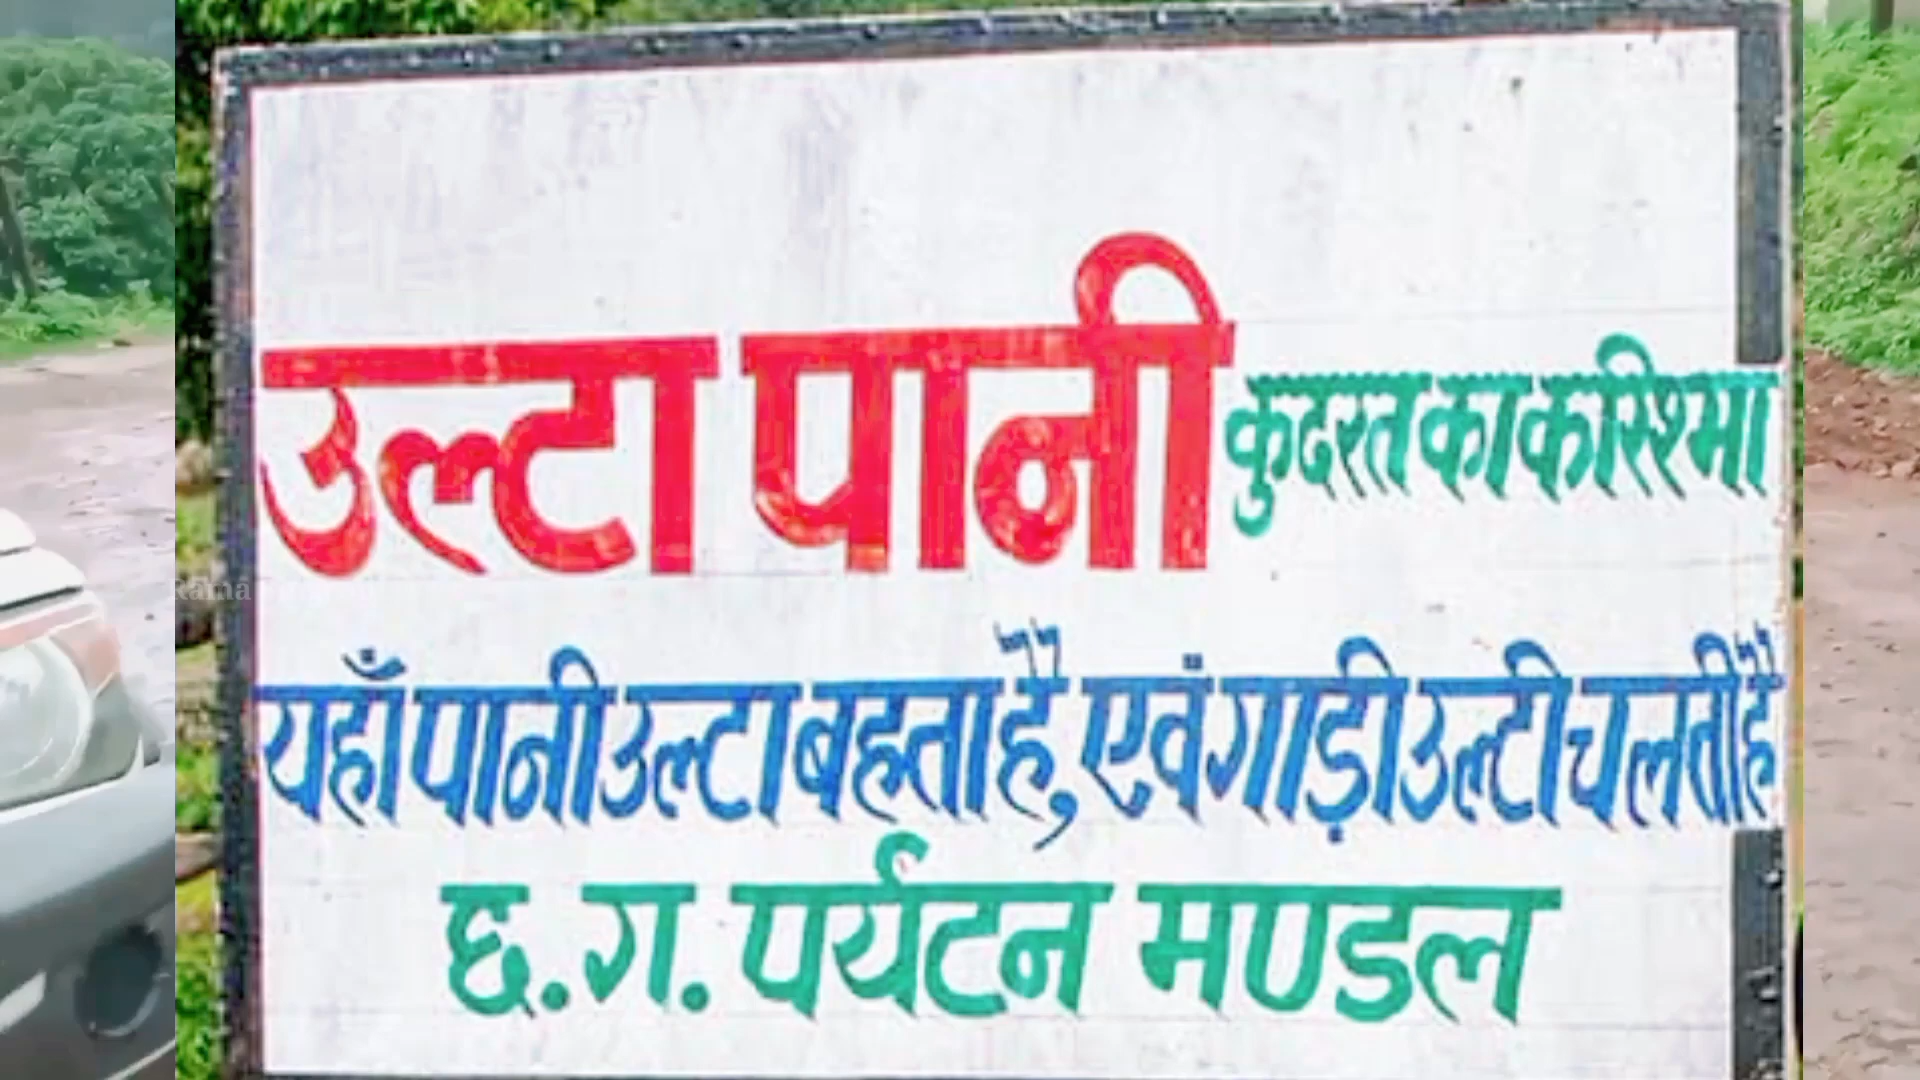 उल्टा पानी कुदरत का करिश्मा
यहाँ पानी उल्टा बहता है, एवं गाड़ी उल्टी चलती है
छ.ग. पर्यटन मण्डल